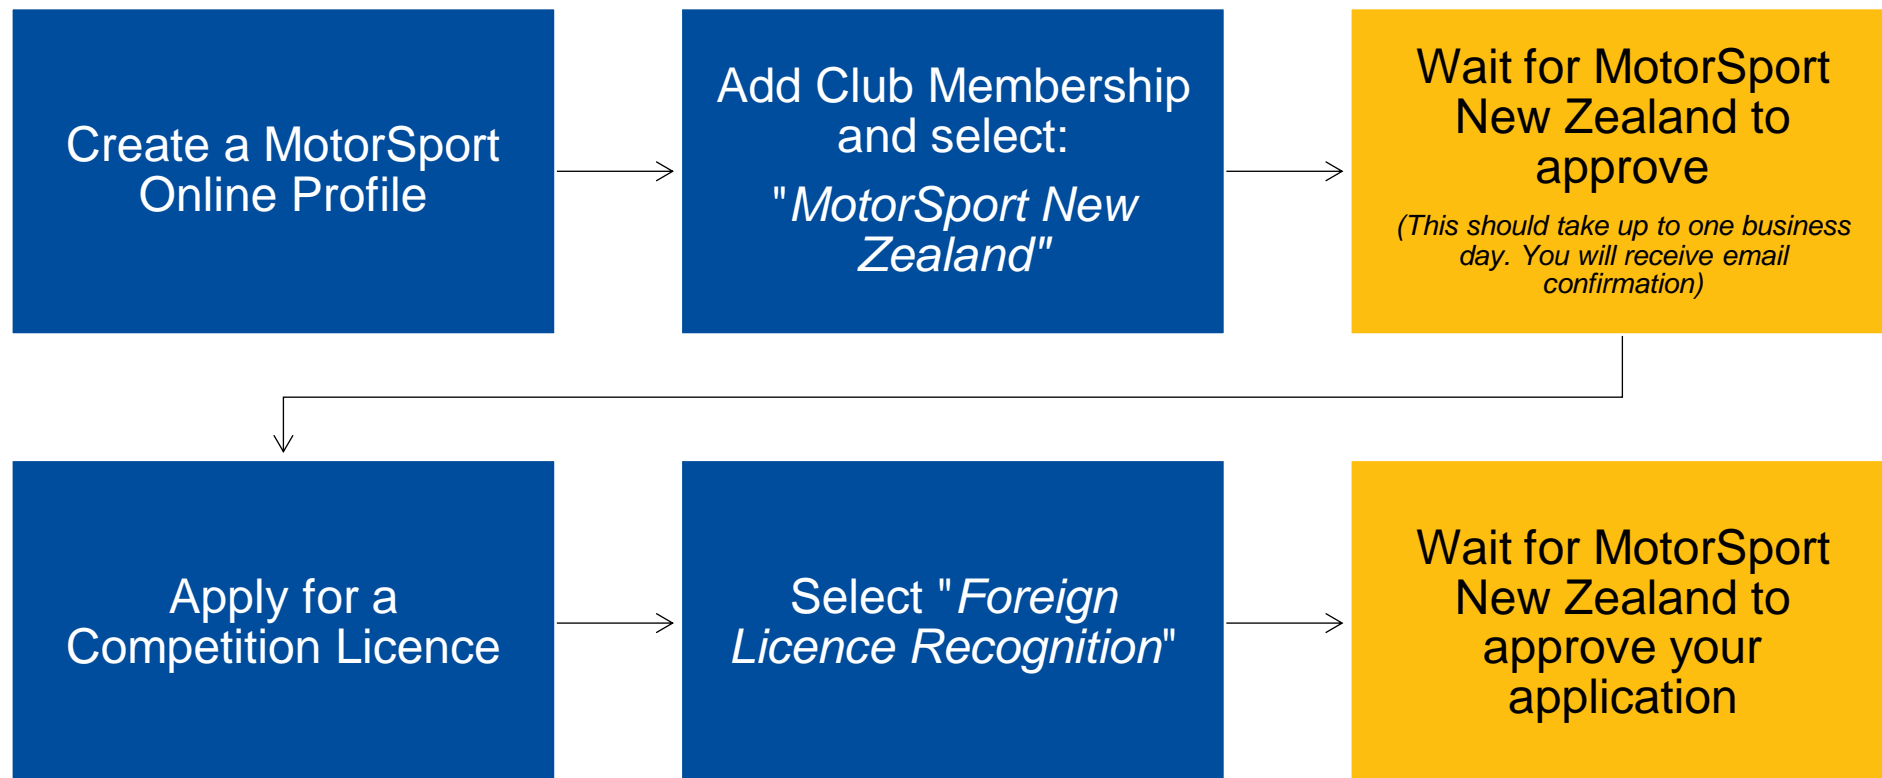 Create a MotorSport
Online Profile
Add Club Membership
and select:
"MotorSport New
Zealand"
Wait for MotorSport
New Zealand to
approve
(This should take up to one business
day. You will receive email
confirmation)
Apply for a
Competition Licence
Select "Foreign
Licence Recognition"
Wait for MotorSport
New Zealand to
approve your
application